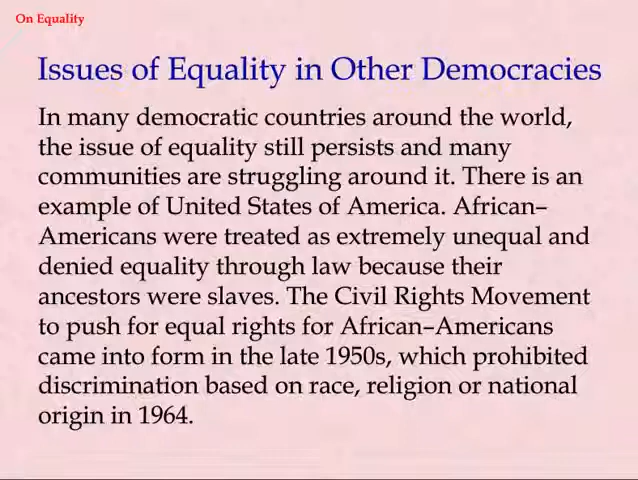 On Equality
Issues of Equality in Other Democracies
In many democratic countries around the world,
the issue of equality still persists and many
communities are struggling around it. There is an
example of United States of America. African–
Americans were treated as extremely unequal and
denied equality through law because their
ancestors were slaves. The Civil Rights Movement
to push for equal rights for African–Americans
came into form in the late 1950s, which prohibited
discrimination based on race, religion or national
origin in 1964.